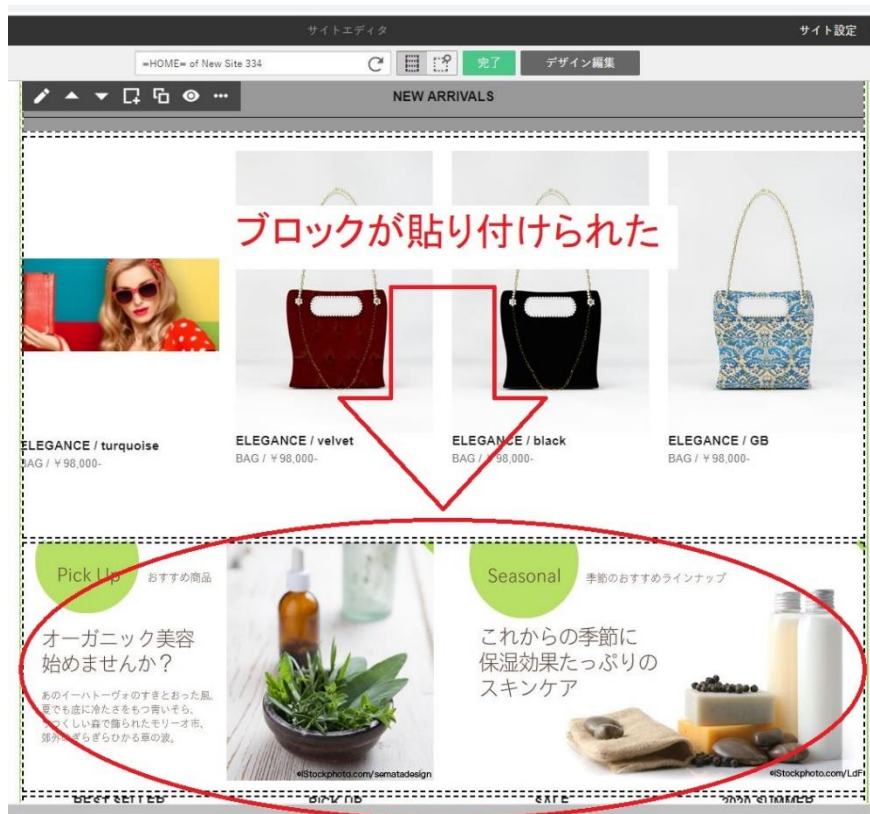 サイトエディタ
サイト設定
=HOME= of New Site 334
完了
デザイン編集
NEW ARRIVALS
ブロックが貼り付けられた
ELEGANCE / turquoise
BAG / ￥98,000-
ELEGANCE / velvet
BAG / ￥98,000-
ELEGANCE / black
BAG / ￥98,000-
ELEGANCE / GB
BAG / ￥98,000-
Pick Up
おすすめ商品
オーガニック美容
始めませんか？
あのイーハトーヴォのすきとおった風、
夏でも底に冷たさをもつ青いそら、
うつくしい森で飾られたモリーオ市、
郊外のぎらぎらひかる草の波。
©iStockphoto.com/sematadesign
Seasonal
季節のおすすめラインナップ
これからの季節に
保湿効果たっぷりの
スキンケア
©iStockphoto.com/LdF
BEST SELLER
PICK UP
SALE
2020 SUMMER